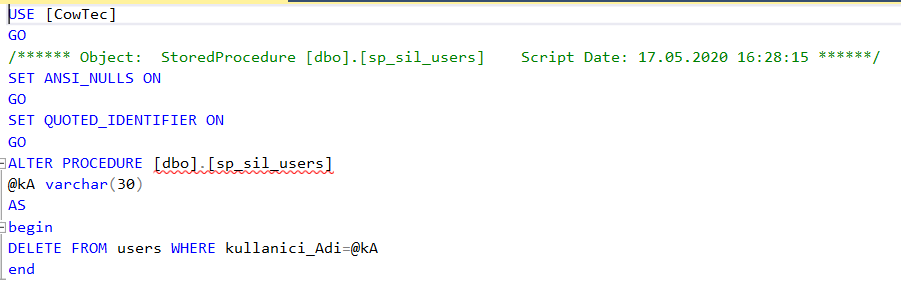 USE [CowTec]
GO
/****** Object:  StoredProcedure [dbo].[sp_sil_users]    Script Date: 17.05.2020 16:28:15 ******/
SET ANSI_NULLS ON
GO
SET QUOTED_IDENTIFIER ON
GO
ALTER PROCEDURE [dbo].[sp_sil_users]
@kA varchar(30)
AS
begin
DELETE FROM users WHERE kullanici_Adi=@kA
end